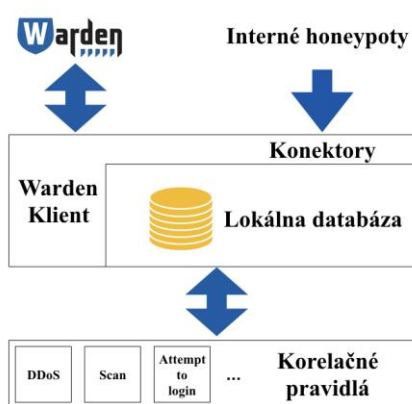 Warden
Interné honeypoty
Konektory
Warden
Klient
Lokálna databáza
DDoS
Scan
Attempt
to
login
...
Korelačné
pravidlá